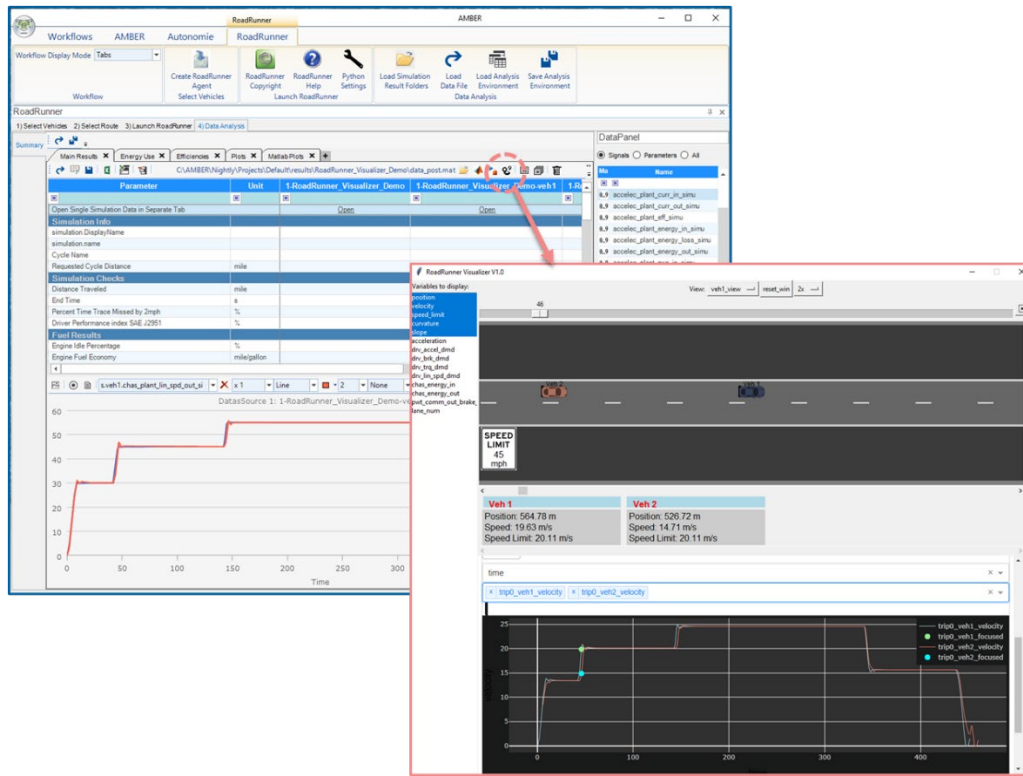 RoadRunner
AMBER
Workflows AMBER Autonomie RoadRunner
Workflow Display Mode Tabs
Workflow
Create RoadRunner Agent
Select Vehicles
RoadRunner Copyright
RoadRunner Help
Python Settings
Launch RoadRunner
Load Simulation Result Folders
Load Data File
Load Analysis Environment
Save Analysis Environment
Data Analysis
RoadRunner
1) Select Vehicles 2) Select Route 3) Launch RoadRunner 4) Data Analysis
Summary
Main Results Energy Use Efficiencies Plots Matlab Plots
C:\AMBER\Nightly\Projects\Default\results\RoadRunner_Visualizer_Demo\data_post.mat
Parameter Unit 1-RoadRunner_Visualizer_Demo 1-RoadRunner_Visualizer_Demo-veh1
Open Single Simulation Data in Separate Tab Open Open
Simulation Info
simulation.DisplayName
simulation.name
Cycle Name
Requested Cycle Distance mile
Simulation Checks
Distance Traveled mile
End Time s
Percent Time Trace Missed by 2mph %
Driver Performance index SAE J2951 %
Fuel Results
Engine Idle Percentage %
Engine Fuel Economy mile/gallon
DataPanel
Signals Parameters All
Name
accelec_plant_curr_in_simu
accelec_plant_curr_out_simu
accelec_plant_eff_simu
accelec_plant_energy_in_simu
accelec_plant_energy_loss_simu
accelec_plant_energy_out_simu
s.veh1.chas_plant_lin_spd_out_si x 1 Line 2 None
DatasSource 1: 1-RoadRunner_Visualizer_Demo-ve
60
50
40
30
20
10
0
0 50 100 150 200 250 300
Time
RoadRunner Visualizer V1.0
Variables to display:
position
velocity
speed_limit
curvature
slope
acceleration
drv_accel_dmd
drv_brk_dmd
drv_trq_dmd
drv_lin_spd_dmd
chas_energy_in
chas_energy_out
pwt_comm_out_brake_
lane_num
View: veh1_view reset_win 2x
46
SPEED
LIMIT
45
mph
Veh 1 Veh 2
Position: 564.78 m Position: 526.72 m
Speed: 19.63 m/s Speed: 14.71 m/s
Speed Limit: 20.11 m/s Speed Limit: 20.11 m/s
time
× trip0_veh1_velocity × trip0_veh2_velocity
25
20
15
10
5
0
0 100 200 300 400
trip0_veh1_velocity
trip0_veh1_focused
trip0_veh2_velocity
trip0_veh2_focused